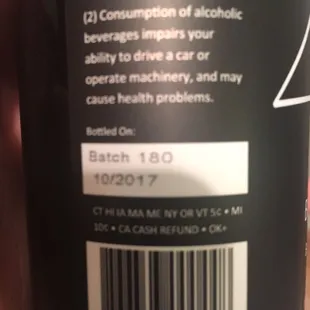 (2) Consumption of alcoholic
beverages impairs your
ability to drive a car or
operate machinery, and may
cause health problems.
Bottled On:
Batch 180
10/2017
CT HI IA MA ME NY OR VT 5¢ • MI
10¢ • CA CASH REFUND • OK+